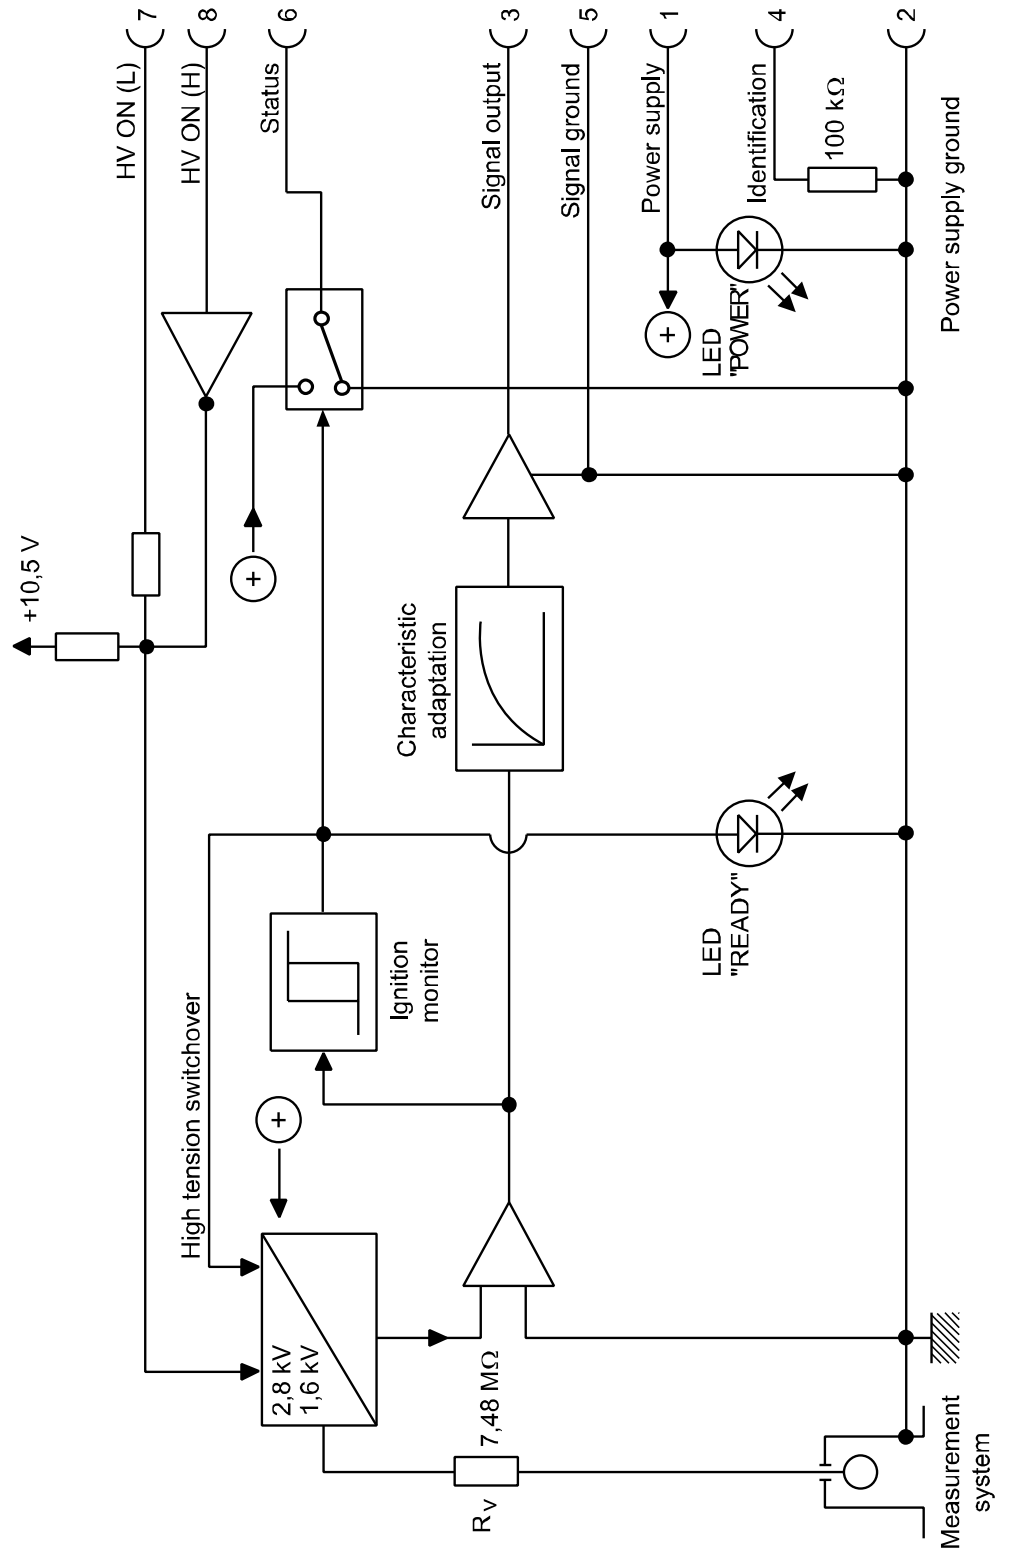 7
8
6
3
5
1
4
2
HV ON (L)
HV ON (H)
Status
Signal output
Signal ground
Power supply
Identification
100 kΩ
Power supply ground
+10,5 V
+
+
LED
"POWER"
Characteristic
adaptation
High tension switchover
Ignition
monitor
LED
"READY"
+
2,8 kV
1,6 kV
7,48 MΩ
Rv
Measurement
system